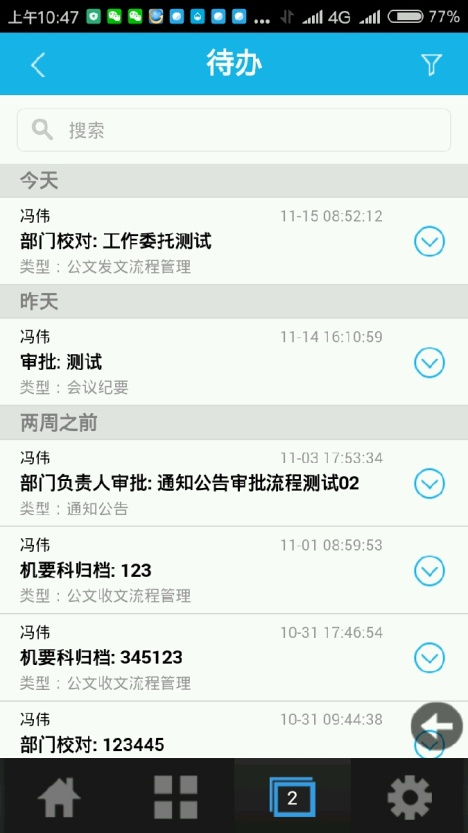 上午10:47 ... 4G 77%
待办
搜索
今天
冯伟 11-15 08:52:12
部门校对: 工作委托测试
类型：公文发文流程管理
昨天
冯伟 11-14 16:10:59
审批: 测试
类型：会议纪要
两周之前
冯伟 11-03 17:53:34
部门负责人审批: 通知公告审批流程测试02
类型：通知公告
冯伟 11-01 08:59:53
机要科归档: 123
类型：公文收文流程管理
冯伟 10-31 17:46:54
机要科归档: 345123
类型：公文收文流程管理
冯伟 10-31 09:44:38
部门校对: 123445
2